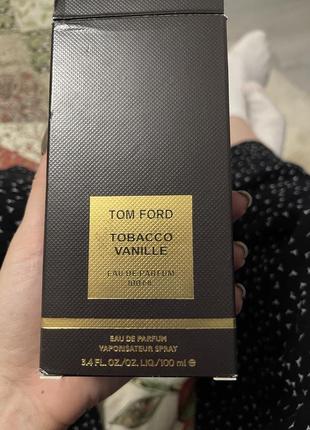 TOM FORD
TOBACCO
VANILLE
EAU DE PARFUM
EAU DE PARFUM
VAPORISATEUR SPRAY
3.4 FL. OZ./OZ. LIQ/100 ml ℮